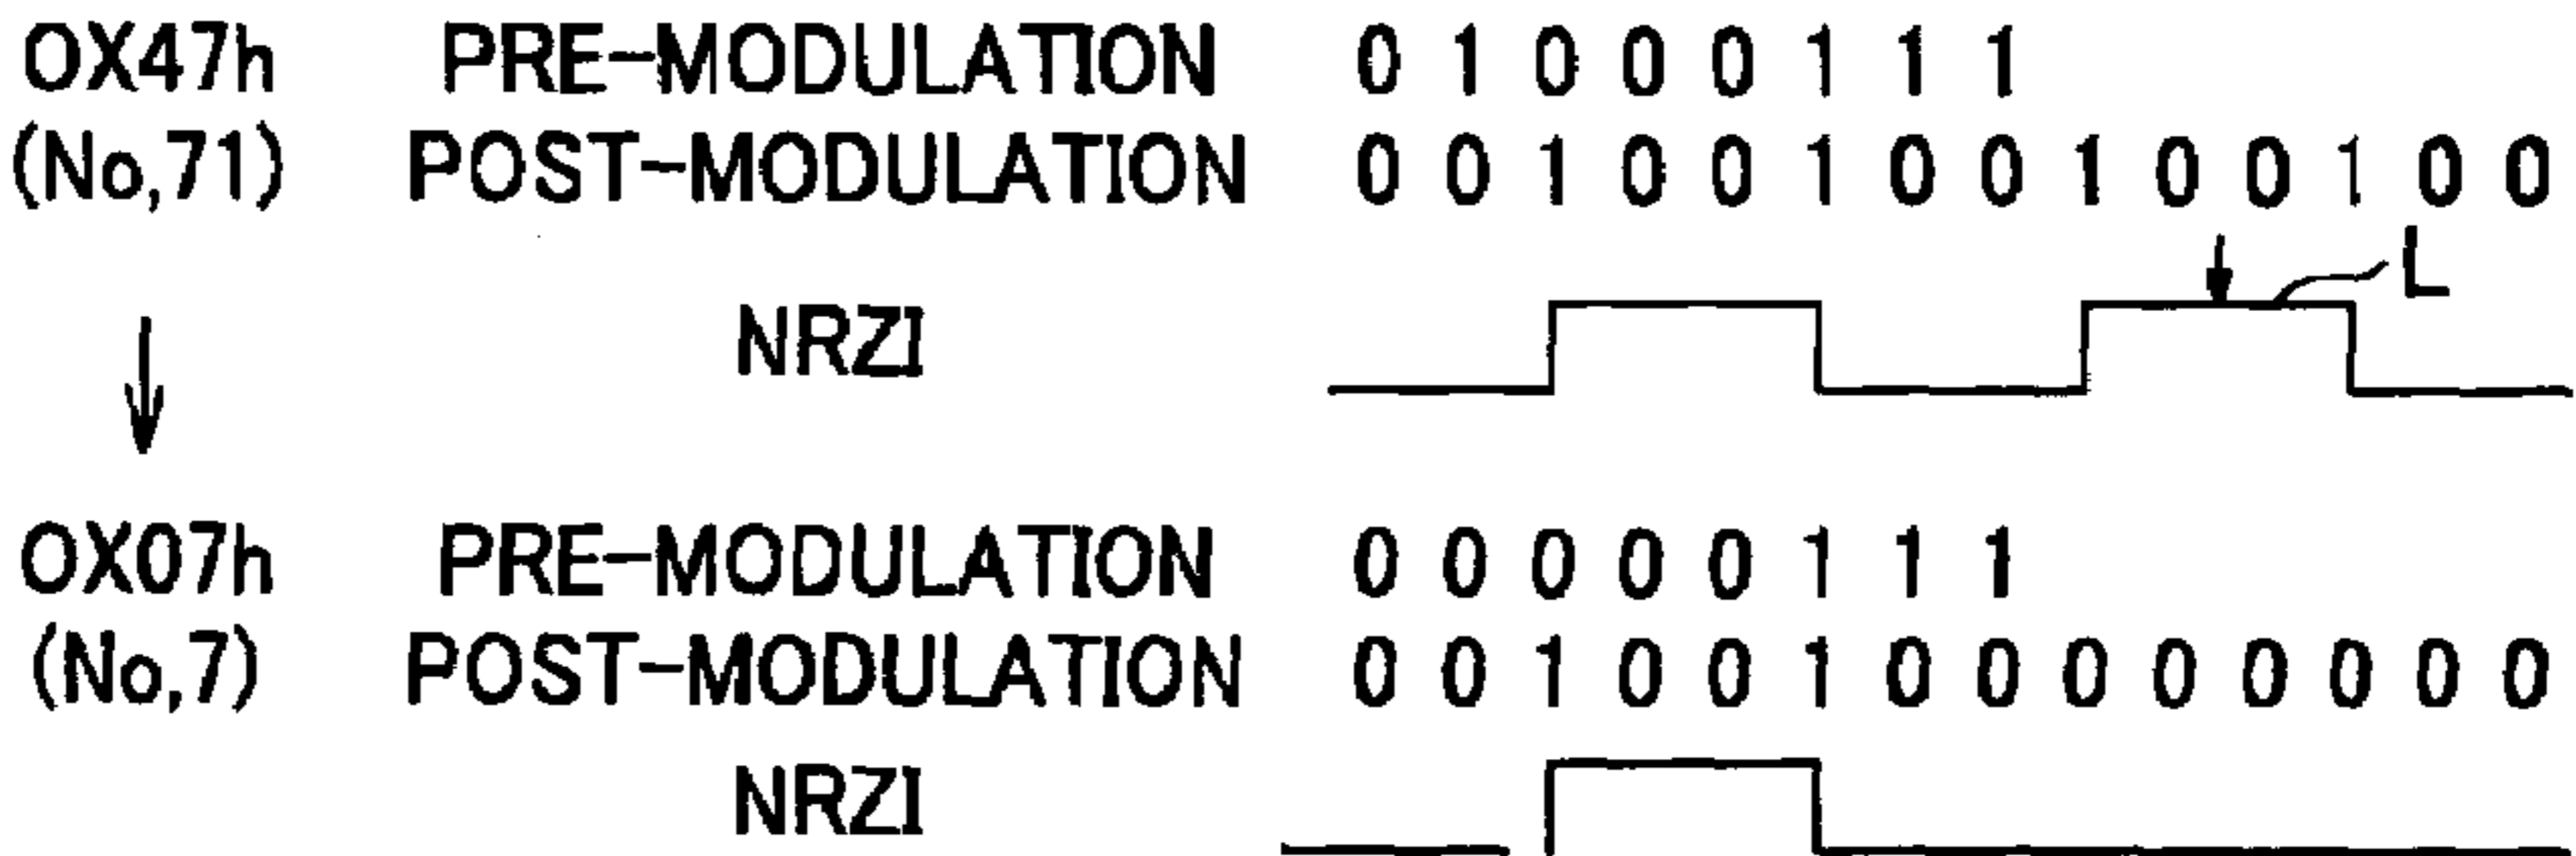 OX47h PRE-MODULATION 0 1 0 0 0 1 1 1
(No,71) POST-MODULATION 0 0 1 0 0 1 0 0 1 0 0 1 0 0
L
NRZI
OX07h PRE-MODULATION 0 0 0 0 0 1 1 1
(No,7) POST-MODULATION 0 0 1 0 0 1 0 0 0 0 0 0 0 0
NRZI